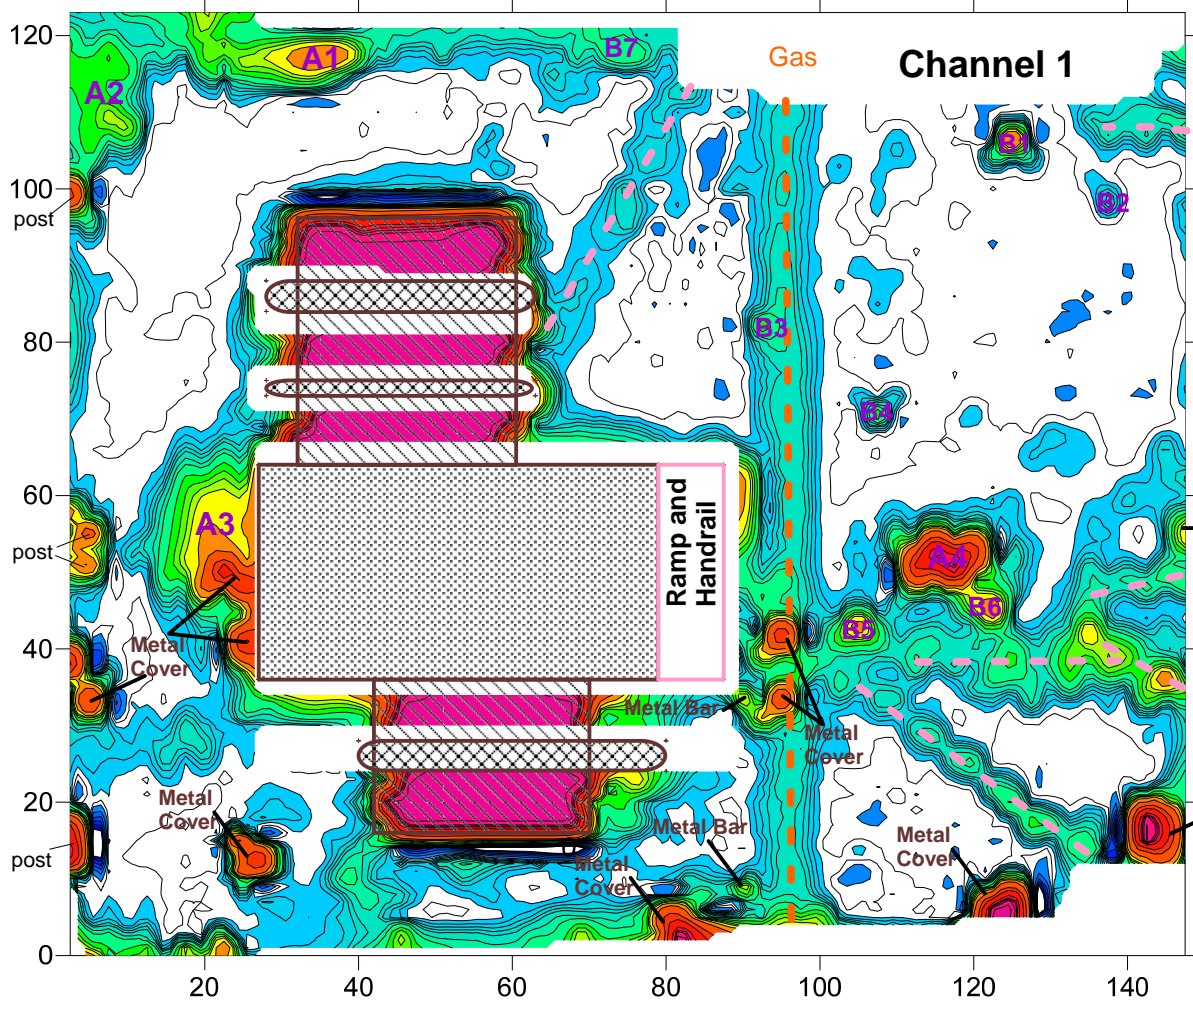 120
A1
B7
Gas
Channel 1
A2
B1
100
post
B2
80
B3
B4
60
A3
Ramp and
Handrail
post
A4
B6
B5
40
Metal
Cover
Metal Bar
Metal
Cover
20
Metal
Cover
Metal Bar
Metal
Cover
post
Metal
Cover
0
20
40
60
80
100
120
140